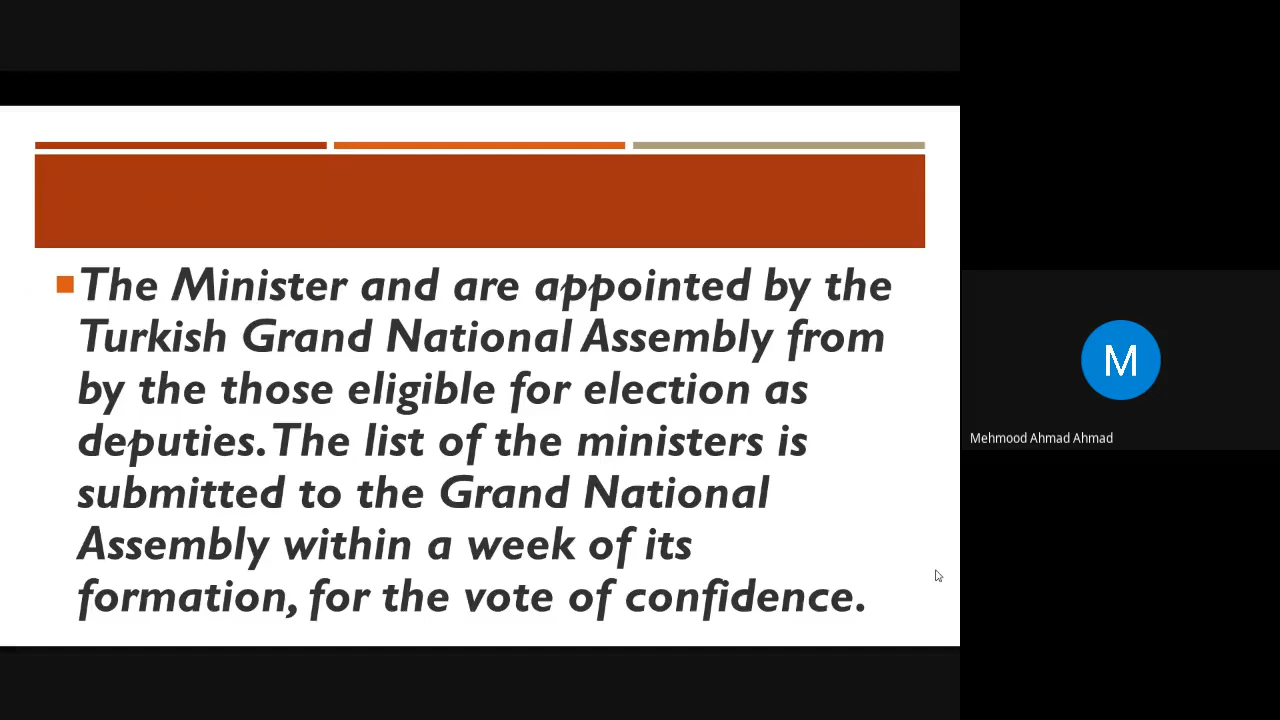 The Minister and are appointed by the
Turkish Grand National Assembly from
by the those eligible for election as
deputies. The list of the ministers is
submitted to the Grand National
Assembly within a week of its
formation, for the vote of confidence.
M
Mehmood Ahmad Ahmad